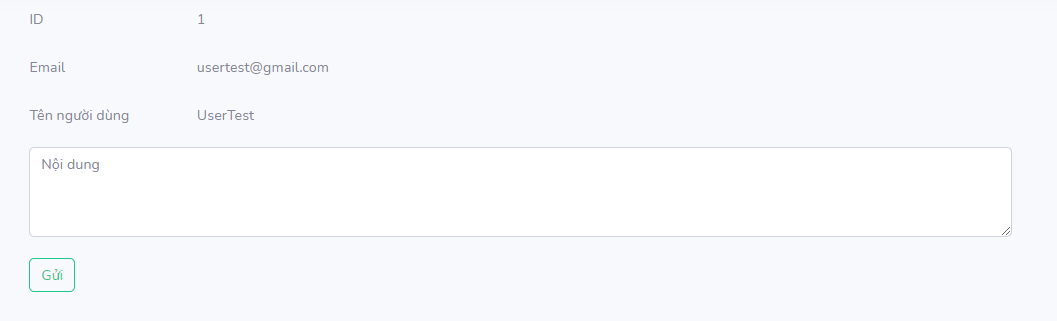 ID 1
Email usertest@gmail.com
Tên người dùng UserTest
Nội dung
Gửi